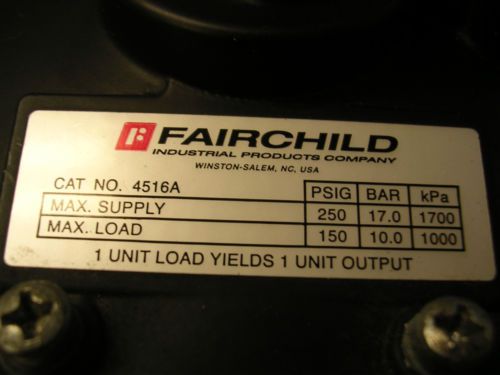 FAIRCHILD
INDUSTRIAL PRODUCTS COMPANY
WINSTON-SALEM, NC, USA
CAT NO. 4516A PSIG BAR kPa
MAX. SUPPLY 250 17.0 1700
MAX. LOAD 150 10.0 1000
1 UNIT LOAD YIELDS 1 UNIT OUTPUT